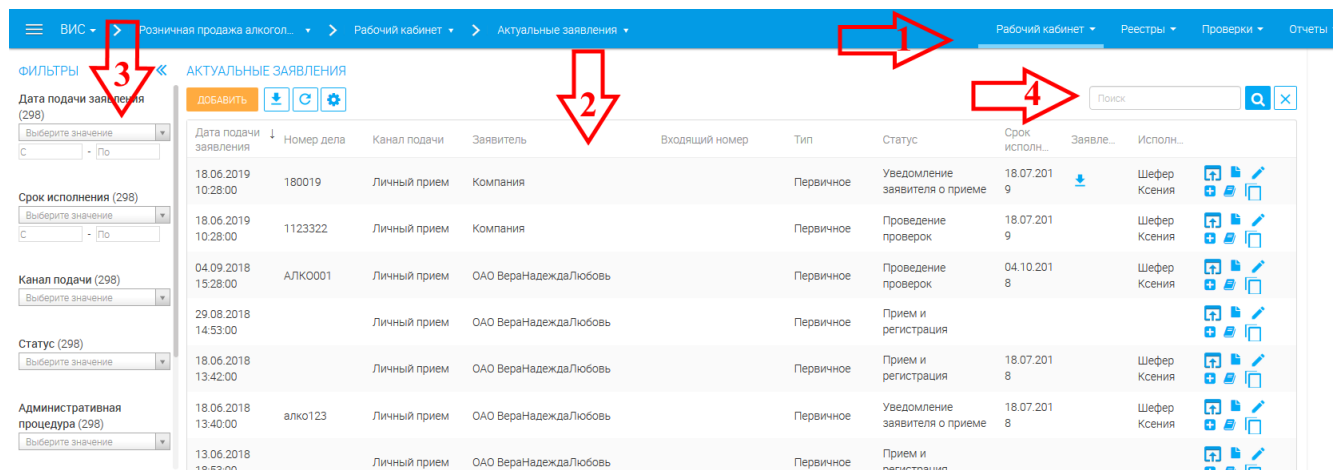 ВИС Розничная продажа алкогол... Рабочий кабинет Актуальные заявления 1 Рабочий кабинет Реестры Проверки Отчеты
ФИЛЬТРЫ 3 АКТУАЛЬНЫЕ ЗАЯВЛЕНИЯ
Дата подачи заявления
(298)
Выберите значение
С - По
Срок исполнения (298)
Выберите значение
С - По
Канал подачи (298)
Выберите значение
Статус (298)
Выберите значение
Административная
процедура (298)
Выберите значение
ДОБАВИТЬ 2 4 Поиск
Дата подачи
заявления
Номер дела Канал подачи Заявитель Входящий номер Тип Статус
Срок
исполн...
Заявле... Исполн...
18.06.2019
10:28:00
180019 Личный прием Компания Первичное
Уведомление
заявителя о приеме
18.07.201
9
Шефер
Ксения
18.06.2019
10:28:00
1123322 Личный прием Компания Первичное
Проведение
проверок
18.07.201
9
Шефер
Ксения
04.09.2018
15:28:00
АЛКО001 Личный прием ОАО ВераНадеждаЛюбовь Первичное
Проведение
проверок
04.10.201
8
Шефер
Ксения
29.08.2018
14:53:00
Личный прием ОАО ВераНадеждаЛюбовь Первичное
Прием и
регистрация
18.06.2018
13:42:00
Личный прием ОАО ВераНадеждаЛюбовь Первичное
Прием и
регистрация
18.07.201
8
Шефер
Ксения
18.06.2018
13:40:00
алко123 Личный прием ОАО ВераНадеждаЛюбовь Первичное
Уведомление
заявителя о приеме
18.07.201
8
Шефер
Ксения
13.06.2018
18:53:00
Личный прием ОАО ВераНадеждаЛюбовь Первичное
Прием и
регистрация